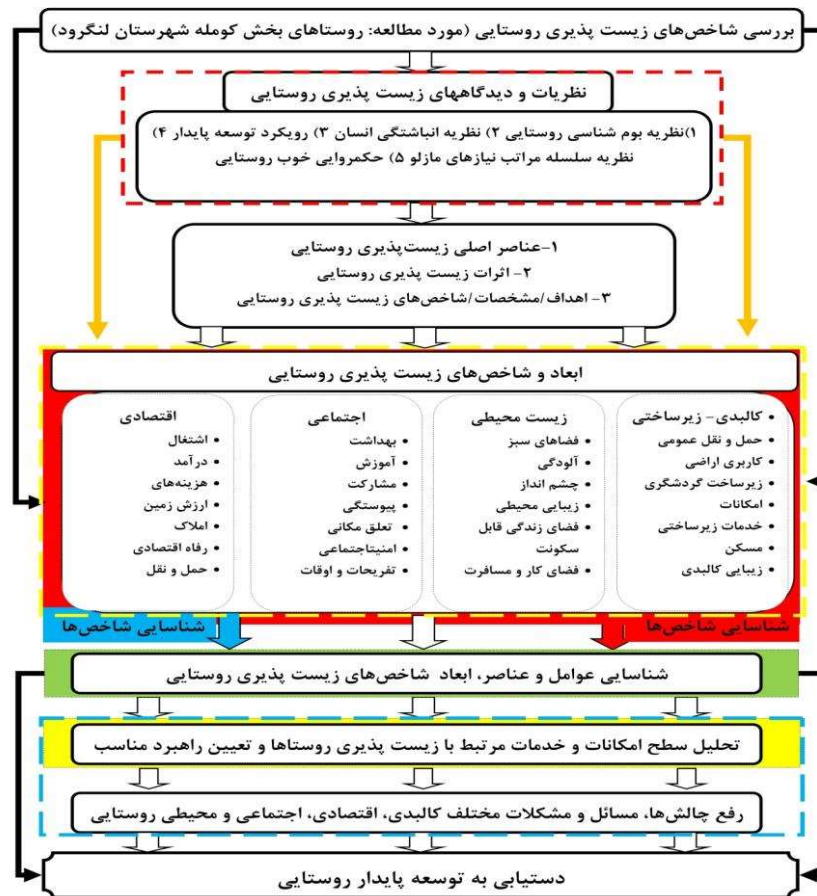 بررسی شاخص‌های زیست پذیری روستایی (مورد مطالعه: روستاهای بخش کومله شهرستان لنگرود)
نظریات و دیدگاههای زیست پذیری روستایی
۱)نظریه بوم شناسی روستایی ۲) نظریه انباشتگی انسان ۳) رویکرد توسعه پایدار ۴)
نظریه سلسله مراتب نیازهای مازلو ۵) حکمروایی خوب روستایی
۱-عناصر اصلی زیست‌پذیری روستایی
۲- اثرات زیست پذیری روستایی
۳- اهداف/مشخصات/شاخص‌های زیست پذیری روستایی
ابعاد و شاخص‌های زیست پذیری روستایی
• کالبدی- زیرساختی
• حمل و نقل عمومی
• کاربری اراضی
• زیرساخت گردشگری
• امکانات
• خدمات زیرساختی
• مسکن
• زیبایی کالبدی
زیست محیطی
• فضاهای سبز
• آلودگی
• چشم انداز
• زیبایی محیطی
• فضای زندگی قابل
سکونت
• فضای کار و مسافرت
اجتماعی
• بهداشت
• آموزش
• مشارکت
• پیوستگی
• تعلق مکانی
• امنیتاجتماعی
• تفریحات و اوقات
اقتصادی
• اشتغال
• درآمد
• هزینه‌های
• ارزش زمین
• املاک
• رفاه اقتصادی
• حمل و نقل
شناسایی شاخص‌ها
شناسایی شاخص‌ها
شناسایی عوامل و عناصر، ابعاد شاخص‌های زیست پذیری روستایی
تحلیل سطح امکانات و خدمات مرتبط با زیست پذیری روستاها و تعیین راهبرد مناسب
رفع چالش‌ها، مسائل و مشکلات مختلف کالبدی، اقتصادی، اجتماعی و محیطی روستایی
دستیابی به توسعه پایدار روستایی